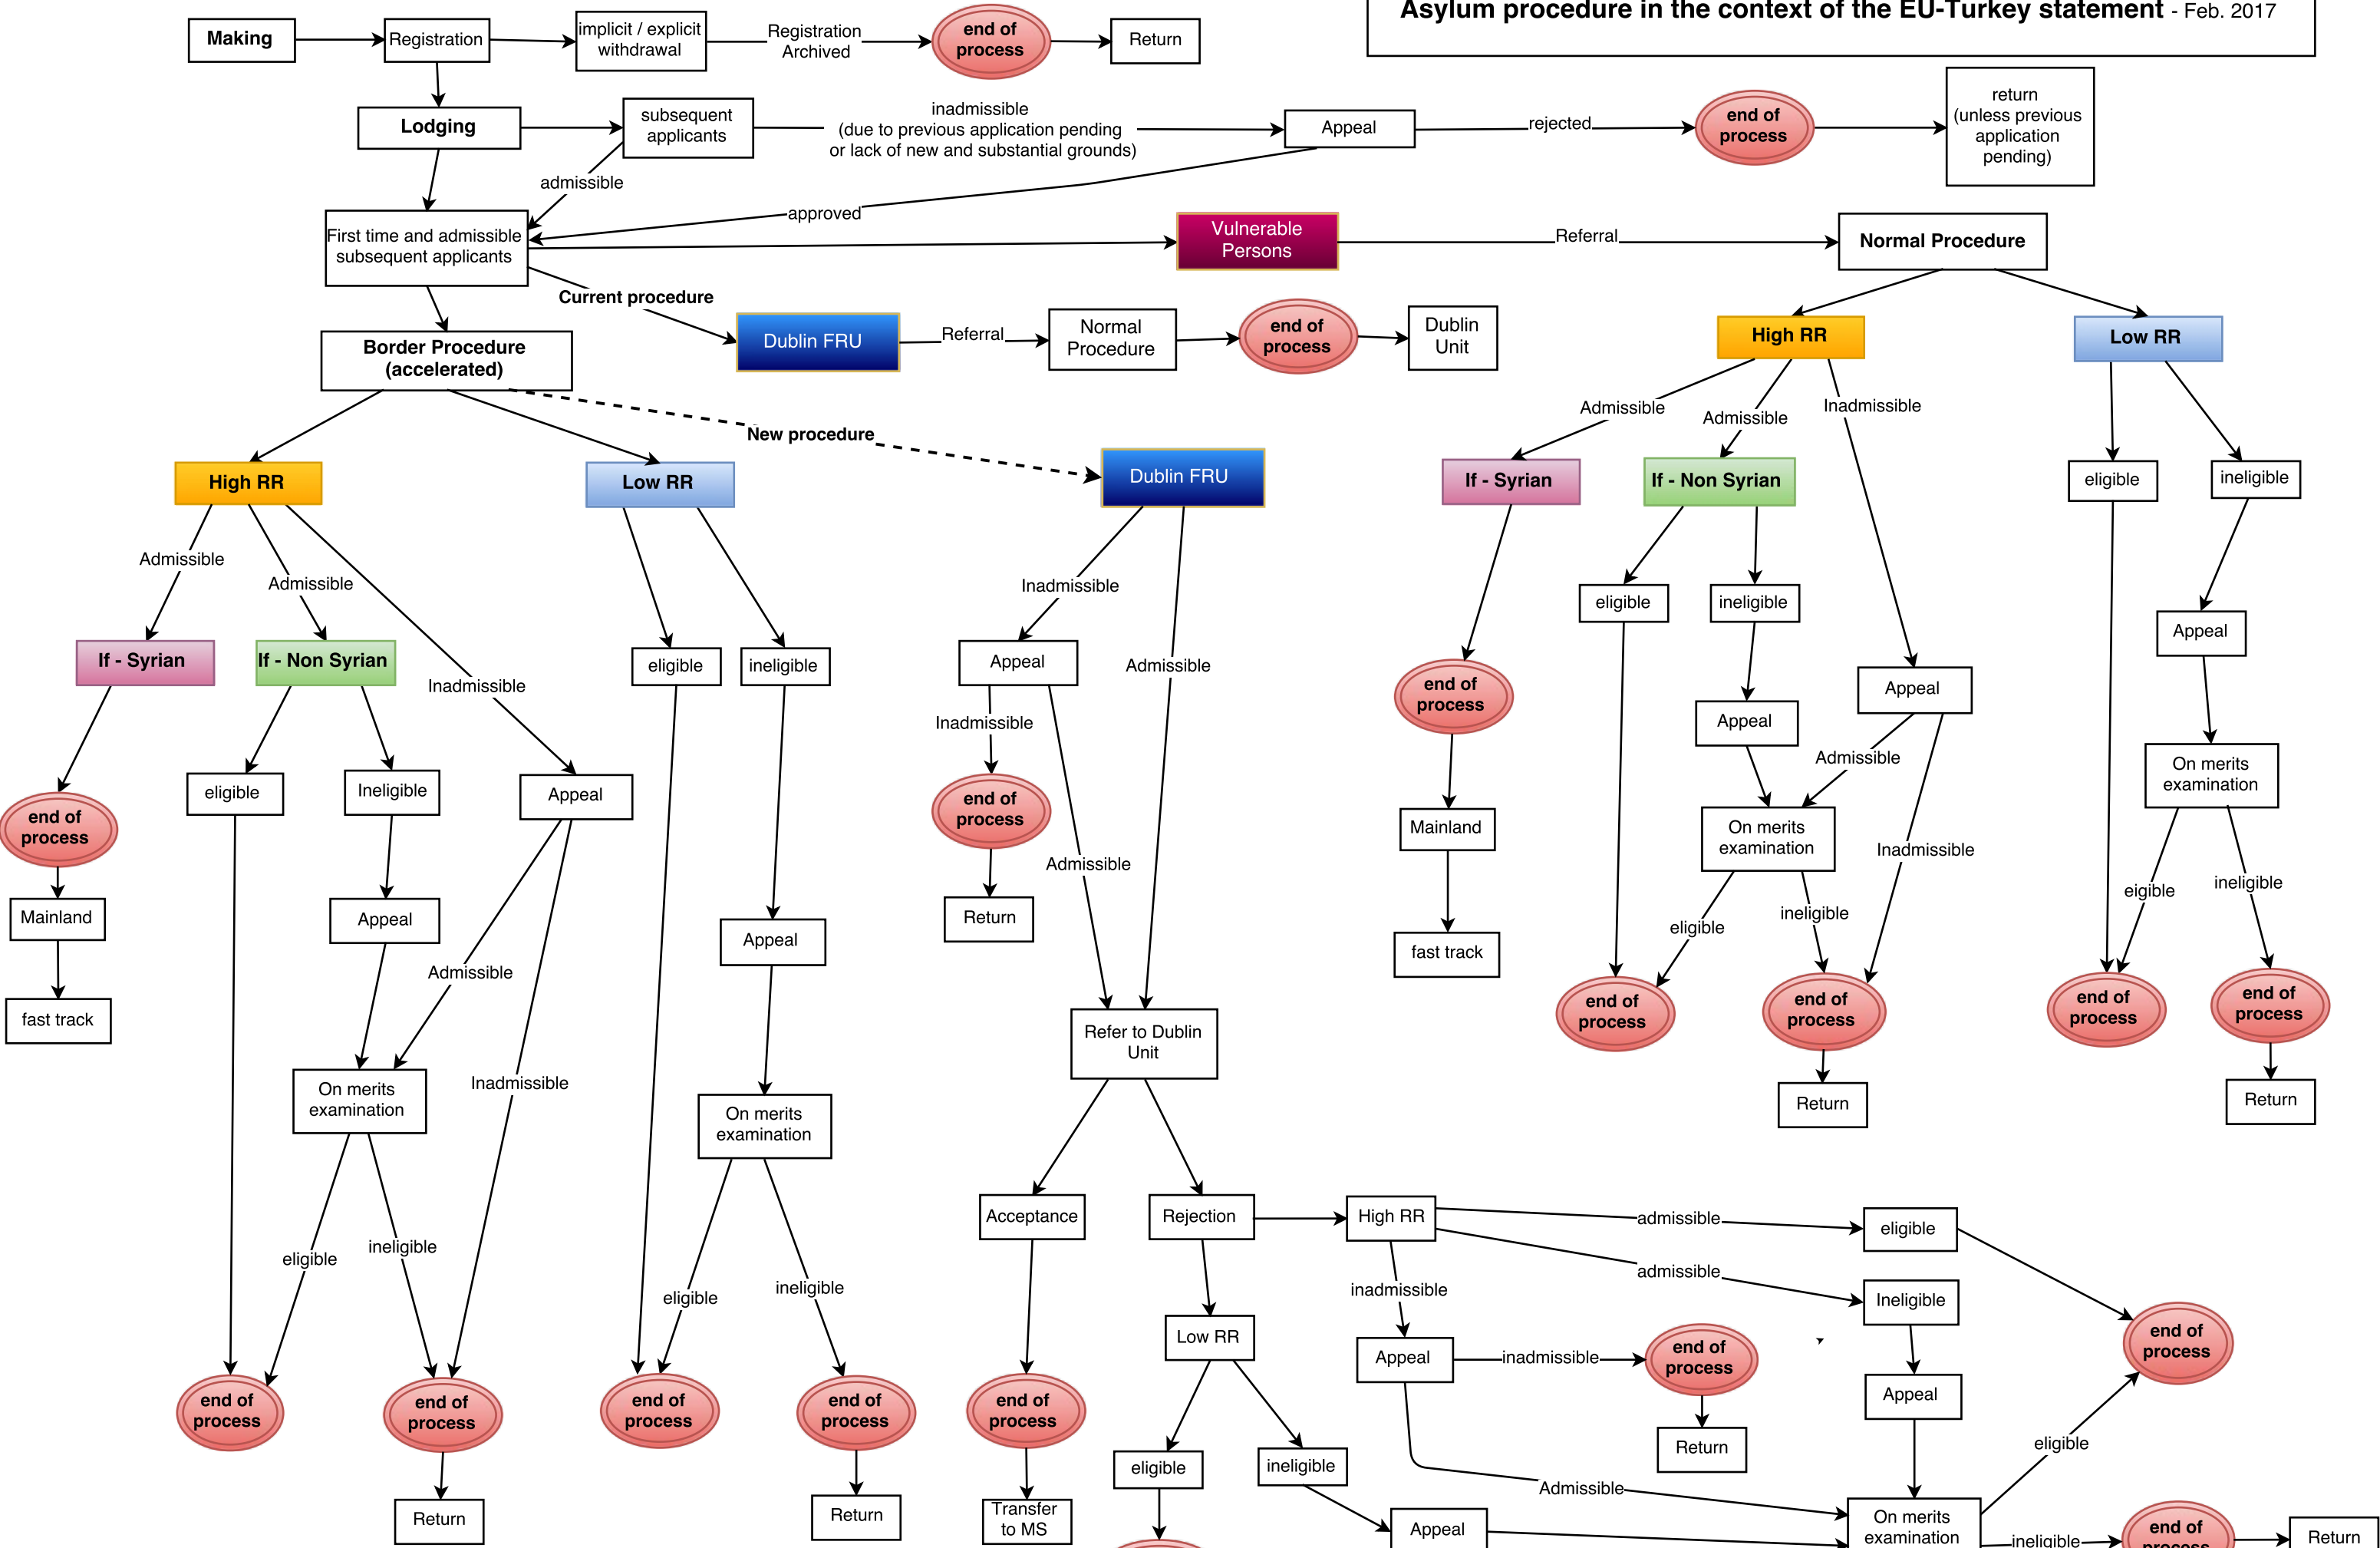 Asylum procedure in the context of the EU-Turkey statement - Feb. 2017
Making
Registration
implicit / explicit
withdrawal
Registration
Archived
end of
process
Return
Lodging
subsequent
applicants
inadmissible
(due to previous application pending
or lack of new and substantial grounds)
Appeal
rejected
end of
process
return
(unless previous
application
pending)
admissible
approved
First time and admissible
subsequent applicants
Vulnerable
Persons
Referral
Normal Procedure
Current procedure
Dublin FRU
Referral
Normal
Procedure
end of
process
Dublin
Unit
Border Procedure
(accelerated)
New procedure
High RR
Low RR
Dublin FRU
Admissible
Admissible
Inadmissible
If - Syrian
If - Non Syrian
end of
process
Mainland
fast track
eligible
Ineligible
Appeal
Appeal
Admissible
Inadmissible
On merits
examination
eligible
ineligible
end of
process
end of
process
Return
eligible
ineligible
Appeal
On merits
examination
eligible
ineligible
end of
process
end of
process
Return
Inadmissible
Admissible
Appeal
Inadmissible
end of
process
Return
Admissible
Refer to Dublin
Unit
Acceptance
end of
process
Transfer
to MS
Rejection
Low RR
eligible
ineligible
Appeal
High RR
admissible
eligible
admissible
Ineligible
inadmissible
Appeal
inadmissible
end of
process
Return
Admissible
Appeal
On merits
examination
eligible
end of
process
ineligible
end of
process
Return
High RR
Low RR
Admissible
Admissible
Inadmissible
If - Syrian
If - Non Syrian
end of
process
Mainland
fast track
eligible
ineligible
Appeal
Appeal
Admissible
Inadmissible
On merits
examination
eligible
ineligible
end of
process
end of
process
Return
eligible
ineligible
Appeal
On merits
examination
eigible
ineligible
end of
process
end of
process
Return